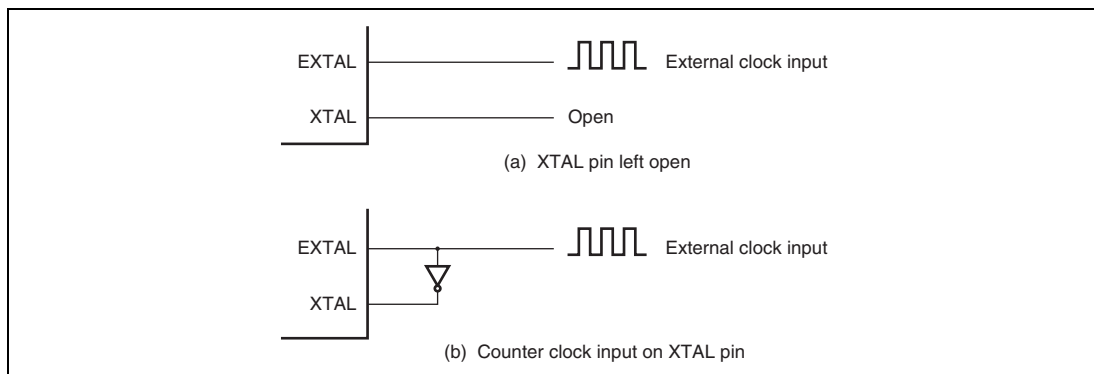 EXTAL
External clock input
XTAL
Open
(a) XTAL pin left open
EXTAL
External clock input
XTAL
(b) Counter clock input on XTAL pin